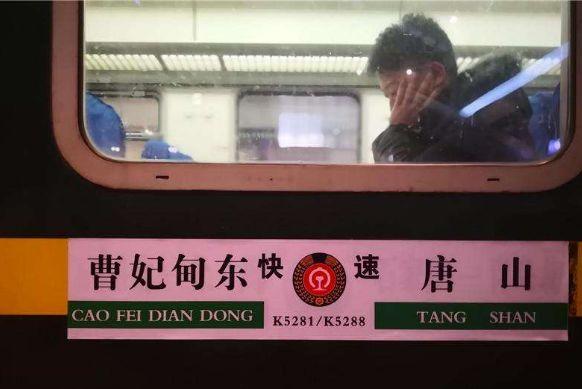 曹妃甸东 快 速 唐 山
CAO FEI DIAN DONG K5281/K5288 TANG SHAN